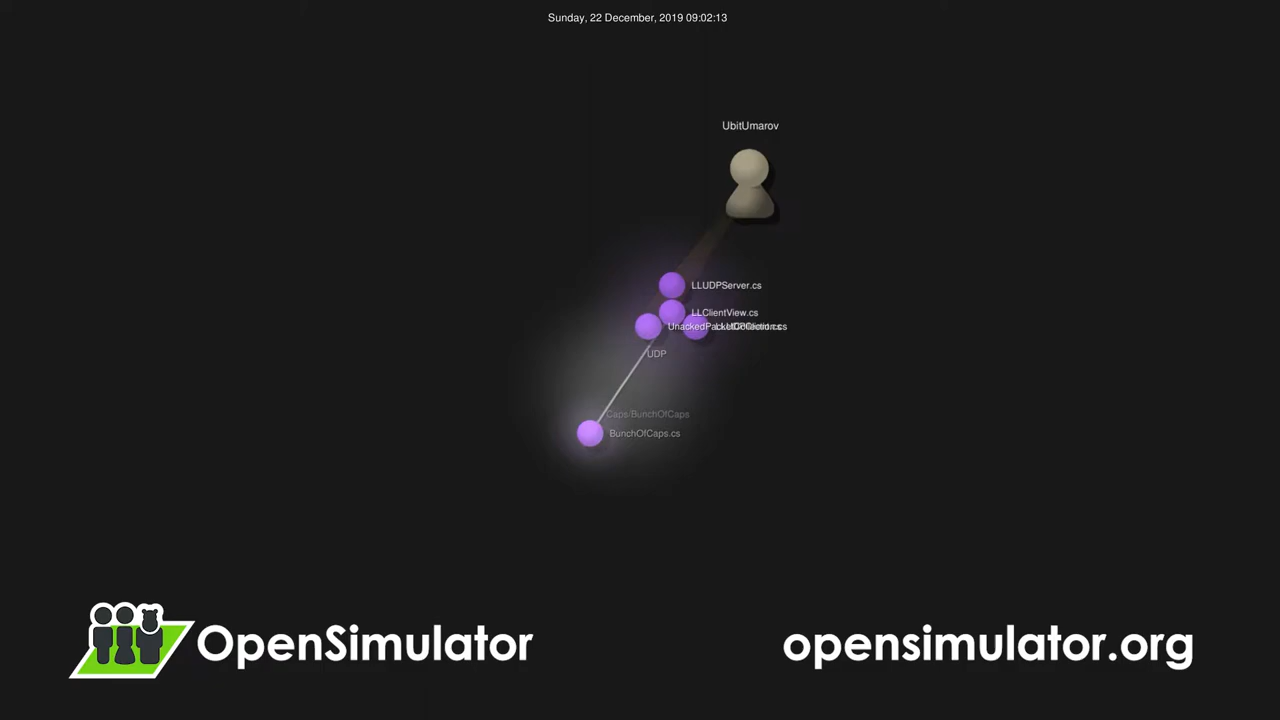 Sunday, 22 December, 2019 09:02:13
UbitUmarov
LLUDPServer.cs
LLClientView.cs
UDP
Caps/BunchOfCaps
BunchOfCaps.cs
OpenSimulator
opensimulator.org